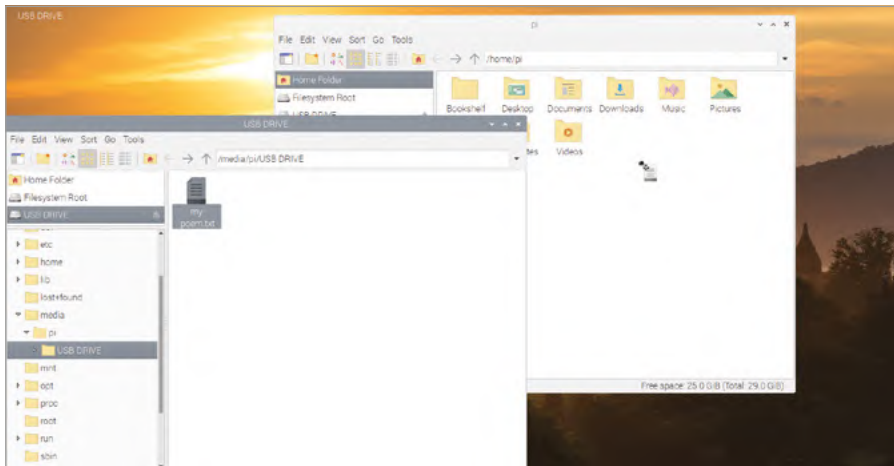 USB DRIVE
pi
File Edit View Sort Go Tools
/home/pi
Home Folder
Filesystem Root
USB DRIVE
Bookshelf Desktop Documents Downloads Music Pictures
Videos
Free space: 25.0 GiB (Total: 29.0 GiB)
USB DRIVE
File Edit View Sort Go Tools
/media/pi/USB DRIVE
Home Folder
Filesystem Root
USB DRIVE
etc
home
lib
lost+found
media
pi
USB DRIVE
mnt
opt
proc
root
run
sbin
my
poem.txt